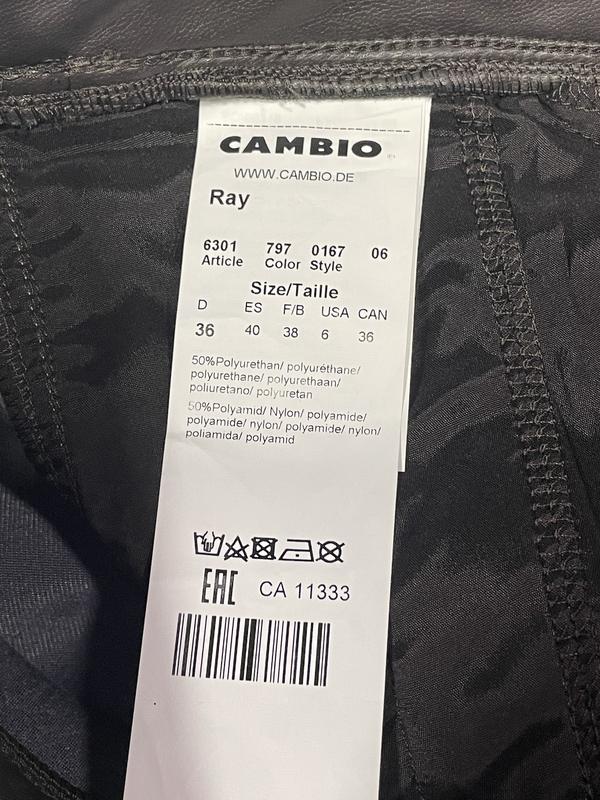 CAMBIO
WWW.CAMBIO.DE
Ray
6301 797 0167 06
Article Color Style
Size/Taille
D ES F/B USA CAN
36 40 38 6 36
50%Polyurethan/ polyuréthane/
polyurethane/ polyurethaan/
poliuretano/ polyuretan
50%Polyamid/ Nylon/ polyamide/
polyamide/ nylon/ polyamide/ nylon/
poliamida/ polyamid
EAC CA 11333